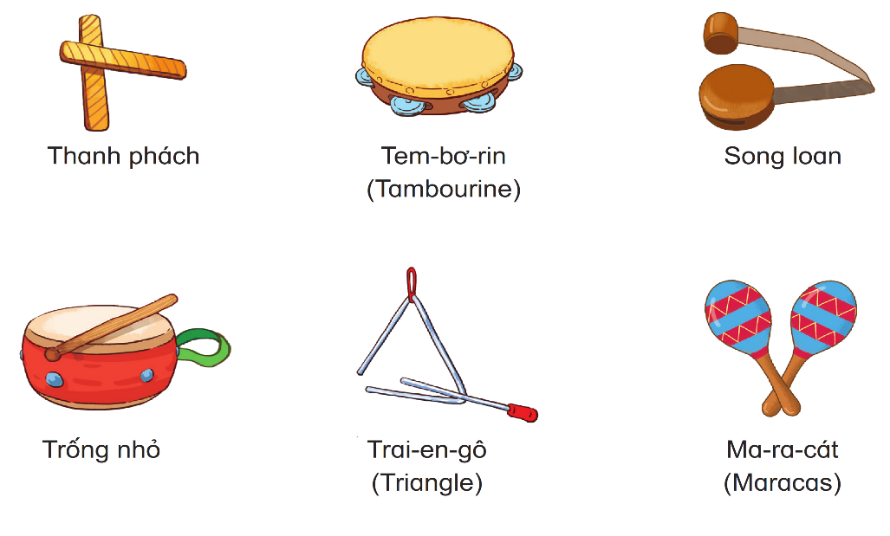 Thanh phách
Tem-bơ-rin
(Tambourine)
Song loan
Trống nhỏ
Trai-en-gô
(Triangle)
Ma-ra-cát
(Maracas)